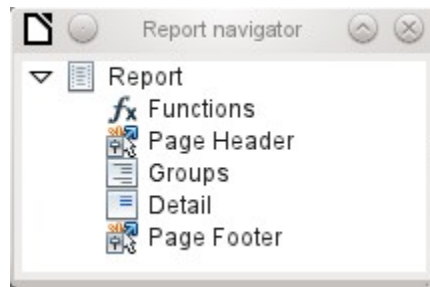 Report navigator
Report
Functions
Page Header
Groups
Detail
Page Footer